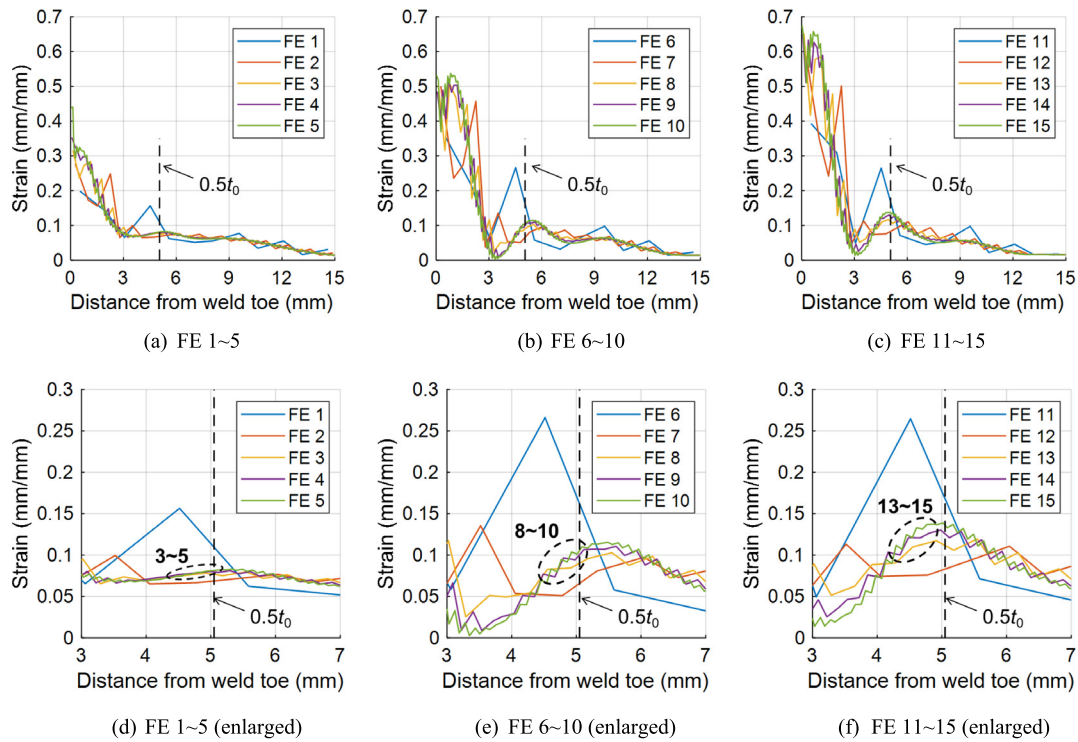 0.7
0.6
0.5
0.4
0.3
0.2
0.1
0
Strain (mm/mm)
FE 1
FE 2
FE 3
FE 4
FE 5
0.5t0
0 3 6 9 12 15
Distance from weld toe (mm)
(a) FE 1~5
0.7
0.6
0.5
0.4
0.3
0.2
0.1
0
Strain (mm/mm)
FE 6
FE 7
FE 8
FE 9
FE 10
0.5t0
0 3 6 9 12 15
Distance from weld toe (mm)
(b) FE 6~10
0.7
0.6
0.5
0.4
0.3
0.2
0.1
0
Strain (mm/mm)
FE 11
FE 12
FE 13
FE 14
FE 15
0.5t0
0 3 6 9 12 15
Distance from weld toe (mm)
(c) FE 11~15
0.3
0.25
0.2
0.15
0.1
0.05
0
Strain (mm/mm)
FE 1
FE 2
FE 3
FE 4
FE 5
3~5
0.5t0
3 4 5 6 7
Distance from weld toe (mm)
(d) FE 1~5 (enlarged)
0.3
0.25
0.2
0.15
0.1
0.05
0
Strain (mm/mm)
FE 6
FE 7
FE 8
FE 9
FE 10
8~10
0.5t0
3 4 5 6 7
Distance from weld toe (mm)
(e) FE 6~10 (enlarged)
0.3
0.25
0.2
0.15
0.1
0.05
0
Strain (mm/mm)
FE 11
FE 12
FE 13
FE 14
FE 15
13~15
0.5t0
3 4 5 6 7
Distance from weld toe (mm)
(f) FE 11~15 (enlarged)